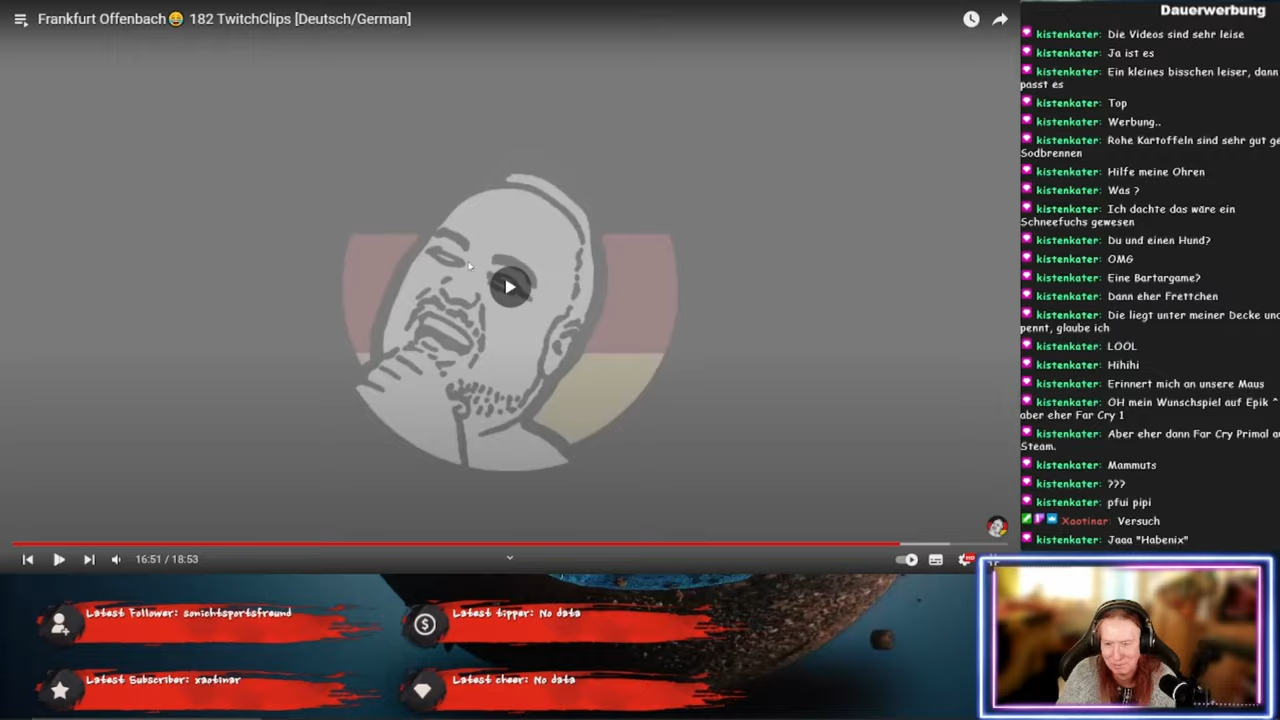 Frankfurt Offenbach😂 182 TwitchClips [Deutsch/German]
Dauerwerbung
kistenkater: Die Videos sind sehr leise
kistenkater: Ja ist es
kistenkater: Ein kleines bisschen leiser, dann
passt es
kistenkater: Top
kistenkater: Werbung..
kistenkater: Rohe Kartoffeln sind sehr gut ge
Sodbrennen
kistenkater: Hilfe meine Ohren
kistenkater: Was ?
kistenkater: Ich dachte das wäre ein
Schneefuchs gewesen
kistenkater: Du und einen Hund?
kistenkater: OMG
kistenkater: Eine Bartargame?
kistenkater: Dann eher Frettchen
kistenkater: Die liegt unter meiner Decke und
pennt, glaube ich
kistenkater: LOOL
kistenkater: Hihihi
kistenkater: Erinnert mich an unsere Maus
kistenkater: OH mein Wunschspiel auf Epik ^
aber eher Far Cry 1
kistenkater: Aber eher dann Far Cry Primal au
Steam.
kistenkater: Mammuts
kistenkater: ???
kistenkater: pfui pipi
Xaotinar: Versuch
kistenkater: Jaaa "Habenix"
16:51 / 18:53
HD
Latest Follower: sonichtsportsfreund
Latest tipper: No data
Latest Subscriber: xaotinar
Latest cheer: No data